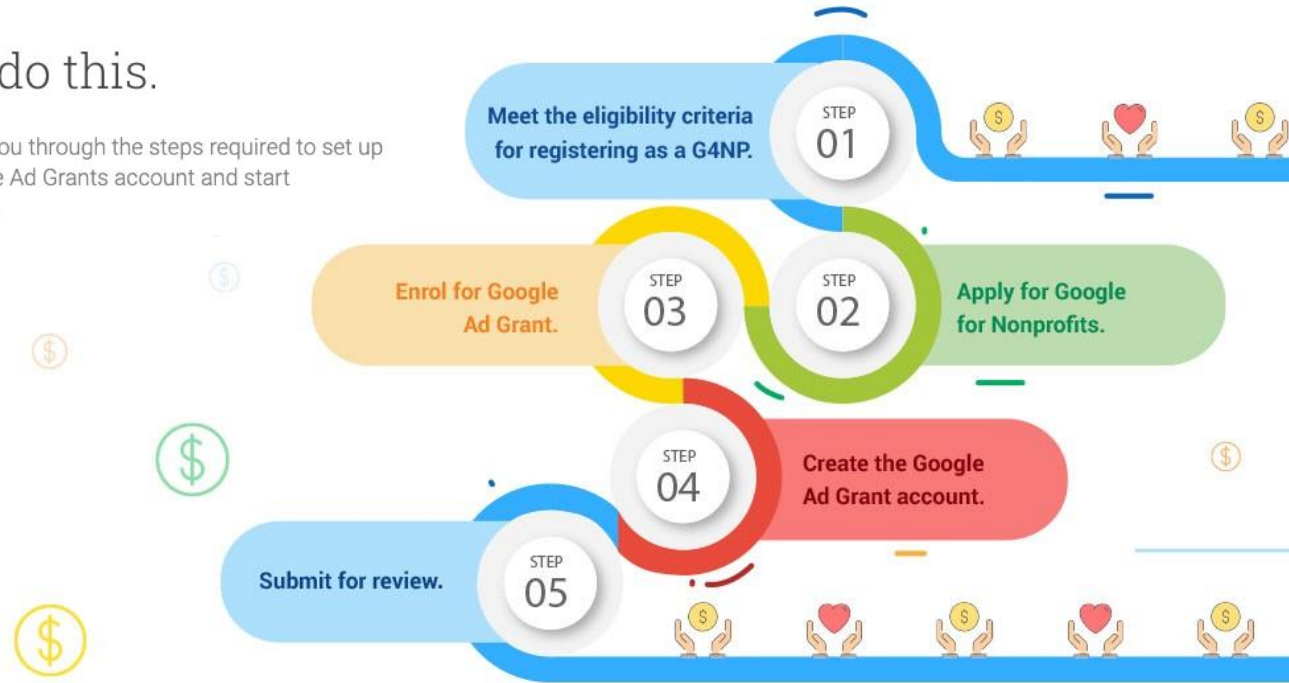 do this.
ou through the steps required to set up
e Ad Grants account and start
Meet the eligibility criteria
for registering as a G4NP.
STEP
01
STEP
02
Apply for Google
for Nonprofits.
Enrol for Google
Ad Grant.
STEP
03
STEP
04
Create the Google
Ad Grant account.
Submit for review.
STEP
05